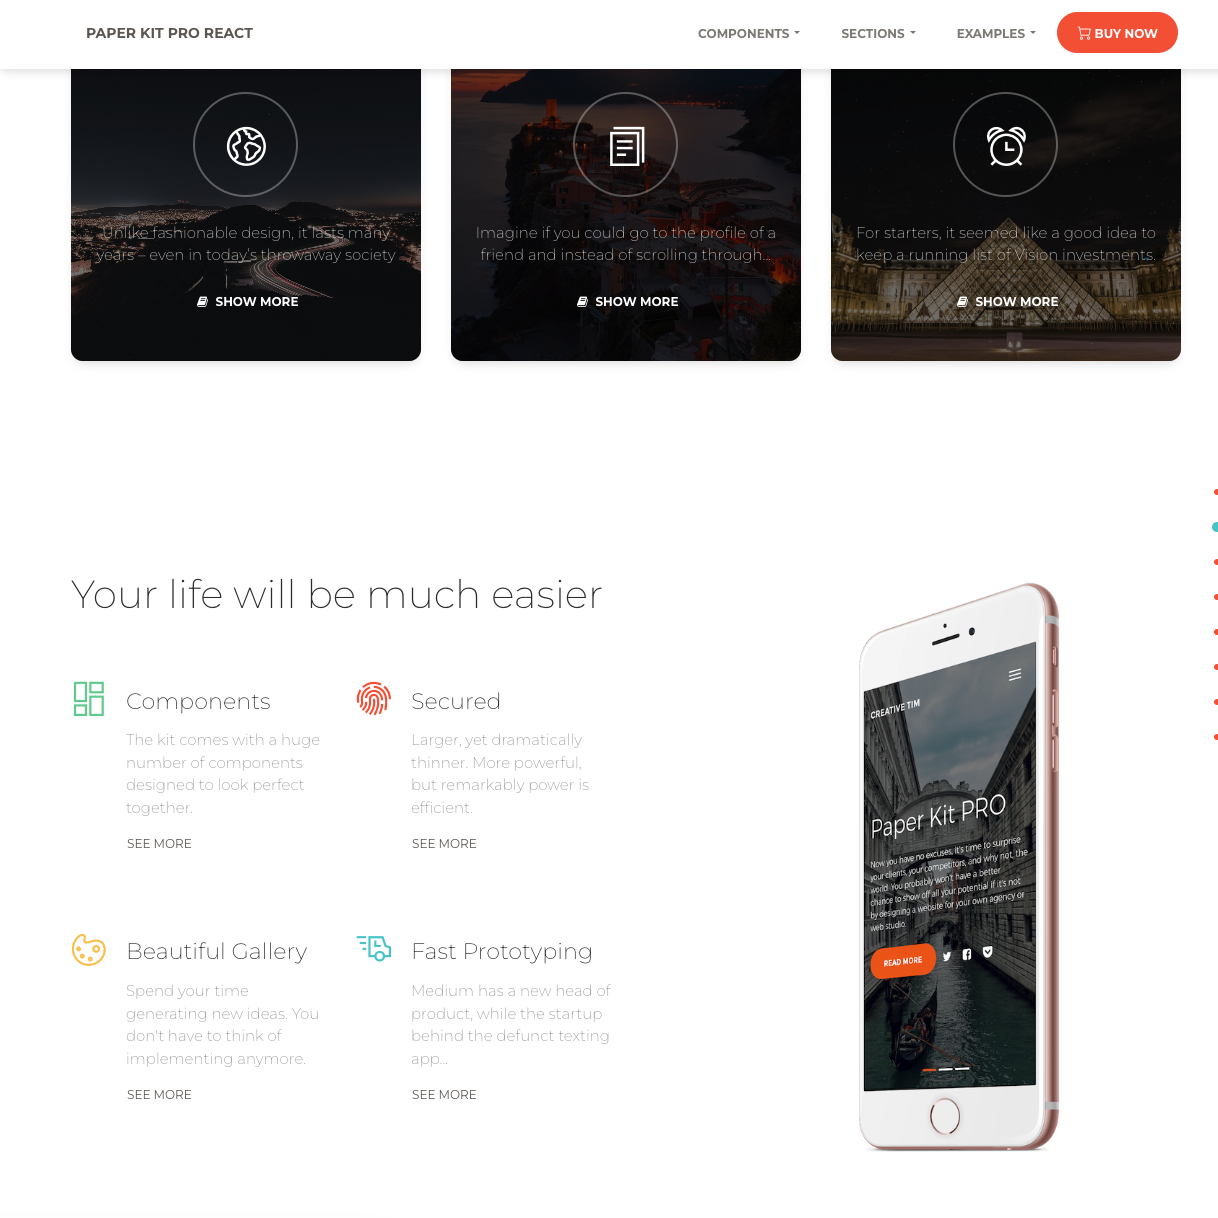 PAPER KIT PRO REACT
COMPONENTS
SECTIONS
EXAMPLES
BUY NOW
Unlike fashionable design, it lasts many
years – even in today's throwaway society
SHOW MORE
Imagine if you could go to the profile of a
friend and instead of scrolling through...
SHOW MORE
For starters, it seemed like a good idea to
keep a running list of Vision investments.
SHOW MORE
Your life will be much easier
Components
The kit comes with a huge
number of components
designed to look perfect
together.
SEE MORE
Secured
Larger, yet dramatically
thinner. More powerful,
but remarkably power is
efficient.
SEE MORE
Beautiful Gallery
Spend your time
generating new ideas. You
don't have to think of
implementing anymore.
SEE MORE
Fast Prototyping
Medium has a new head of
product, while the startup
behind the defunct texting
app...
SEE MORE
CREATIVE TIM
Paper Kit PRO
Now you have no excuses, it's time to surprise
your clients, your competitors, and why not, the
world. You probably won't have a better
chance to show off all your potential if it's not
by designing a website for your own agency or
web studio.
READ MORE